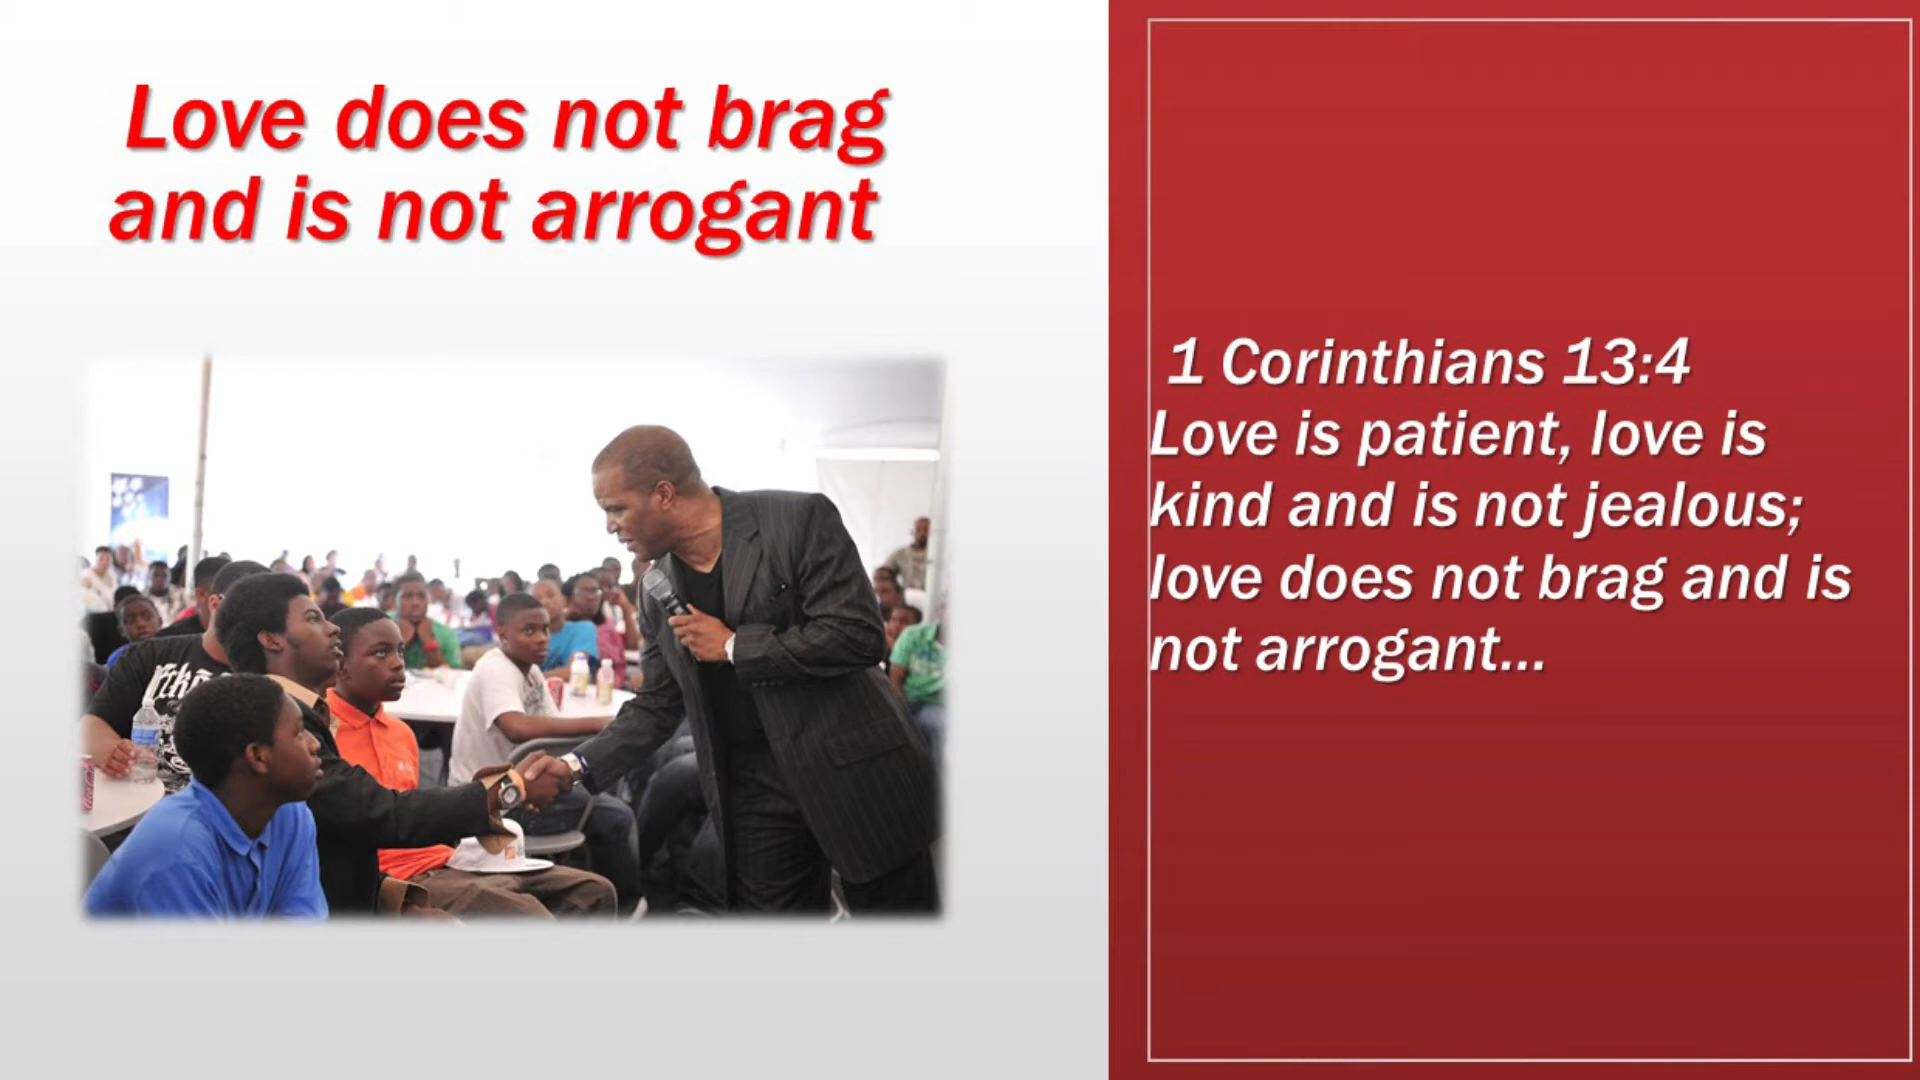 Love does not brag
and is not arrogant
1 Corinthians 13:4
Love is patient, love is
kind and is not jealous;
love does not brag and is
not arrogant...